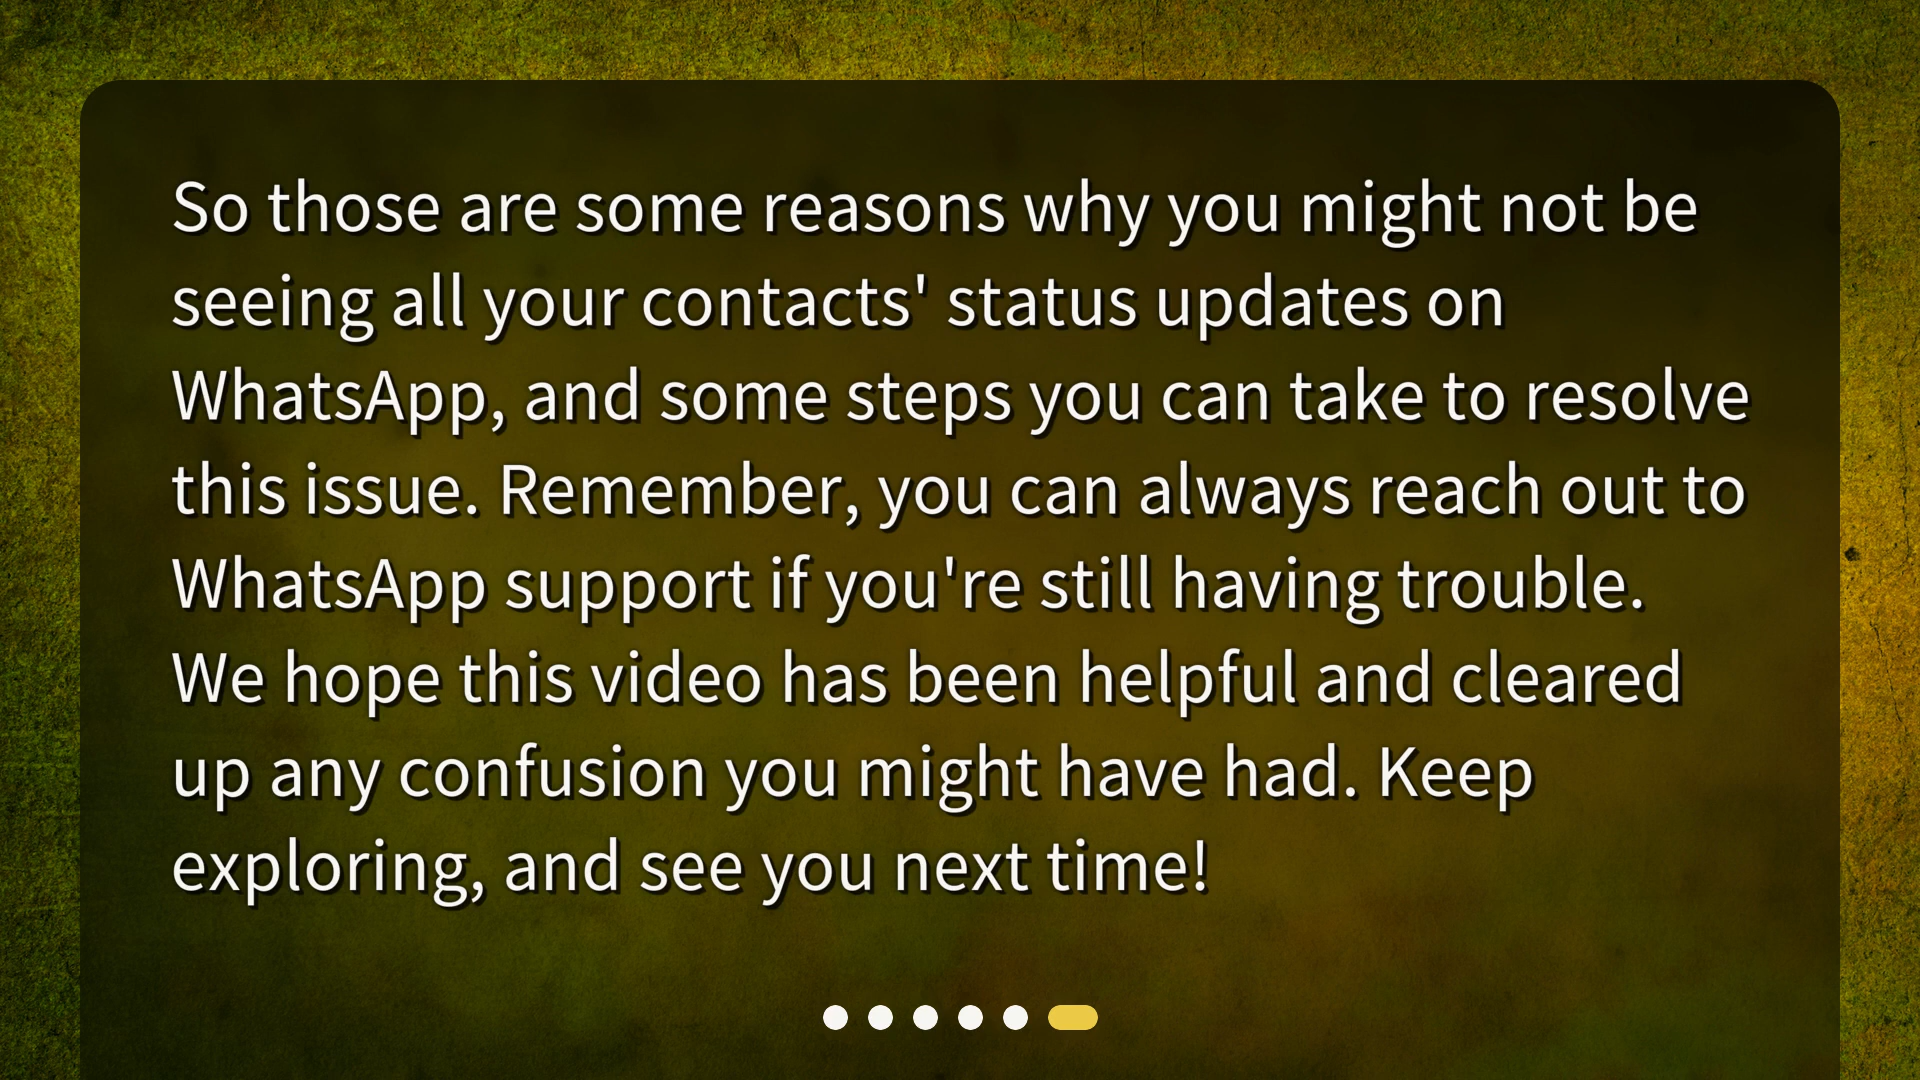 So those are some reasons why you might not be
seeing all your contacts' status updates on
WhatsApp, and some steps you can take to resolve
this issue. Remember, you can always reach out to
WhatsApp support if you're still having trouble.
We hope this video has been helpful and cleared
up any confusion you might have had. Keep
exploring, and see you next time!